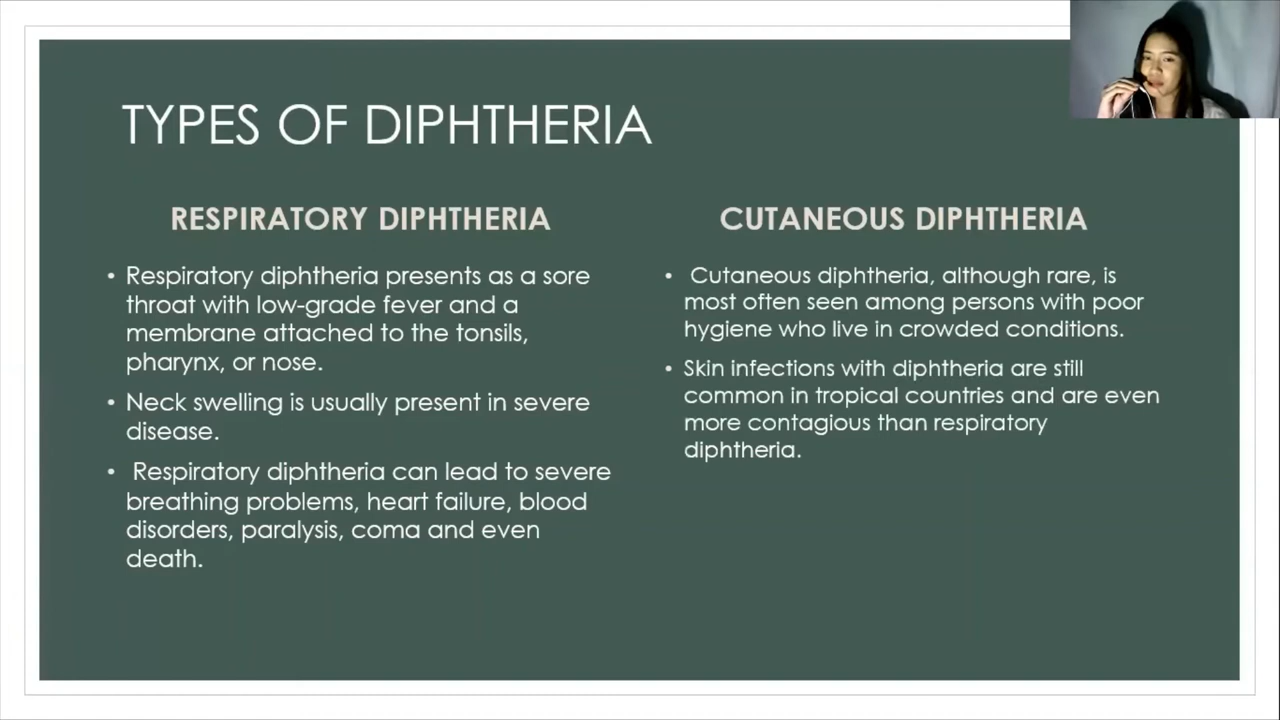 TYPES OF DIPHTHERIA
RESPIRATORY DIPHTHERIA
• Respiratory diphtheria presents as a sore
throat with low-grade fever and a
membrane attached to the tonsils,
pharynx, or nose.
• Neck swelling is usually present in severe
disease.
• Respiratory diphtheria can lead to severe
breathing problems, heart failure, blood
disorders, paralysis, coma and even
death.
CUTANEOUS DIPHTHERIA
• Cutaneous diphtheria, although rare, is
most often seen among persons with poor
hygiene who live in crowded conditions.
• Skin infections with diphtheria are still
common in tropical countries and are even
more contagious than respiratory
diphtheria.